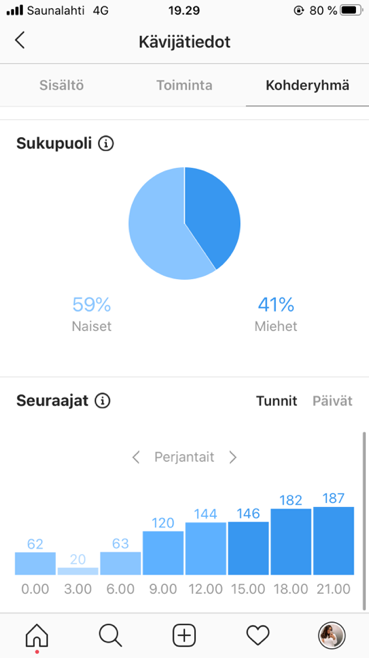 Saunalahti 4G 19.29 80 %
Kävijätiedot
Sisältö Toiminta Kohderyhmä
Sukupuoli
59% 41%
Naiset Miehet
Seuraajat Tunnit Päivät
Perjantait
62 20 63 120 144 146 182 187
0.00 3.00 6.00 9.00 12.00 15.00 18.00 21.00